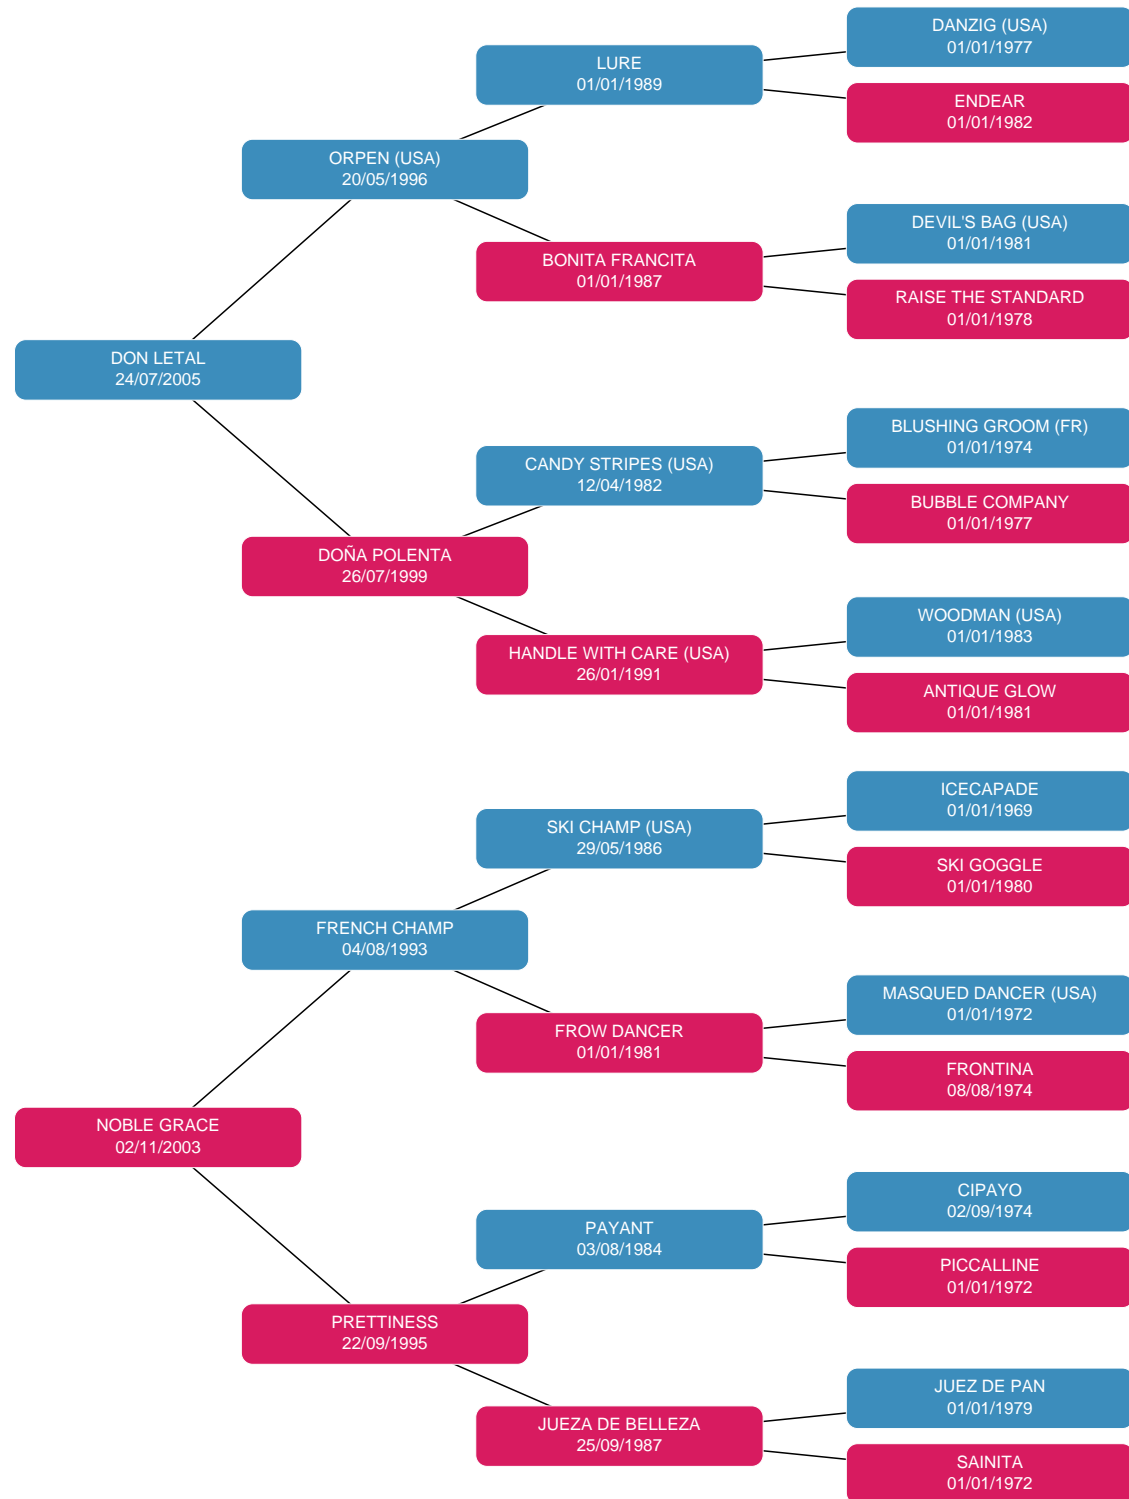 DANZIG (USA)
01/01/1977
LURE
01/01/1989
ENDEAR
01/01/1982
ORPEN (USA)
20/05/1996
DEVIL'S BAG (USA)
01/01/1981
BONITA FRANCITA
01/01/1987
RAISE THE STANDARD
01/01/1978
DON LETAL
24/07/2005
BLUSHING GROOM (FR)
01/01/1974
CANDY STRIPES (USA)
12/04/1982
BUBBLE COMPANY
01/01/1977
DOÑA POLENTA
26/07/1999
WOODMAN (USA)
01/01/1983
HANDLE WITH CARE (USA)
26/01/1991
ANTIQUE GLOW
01/01/1981
ICECAPADE
01/01/1969
SKI CHAMP (USA)
29/05/1986
SKI GOGGLE
01/01/1980
FRENCH CHAMP
04/08/1993
MASQUED DANCER (USA)
01/01/1972
FROW DANCER
01/01/1981
FRONTINA
08/08/1974
NOBLE GRACE
02/11/2003
CIPAYO
02/09/1974
PAYANT
03/08/1984
PICCALLINE
01/01/1972
PRETTINESS
22/09/1995
JUEZ DE PAN
01/01/1979
JUEZA DE BELLEZA
25/09/1987
SAINITA
01/01/1972